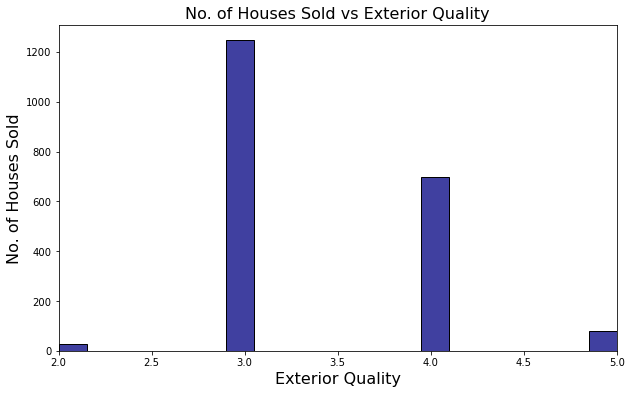 No. of Houses Sold vs Exterior Quality
1200
1000
800
600
400
200
0
No. of Houses Sold
2.0 2.5 3.0 3.5 4.0 4.5 5.0
Exterior Quality